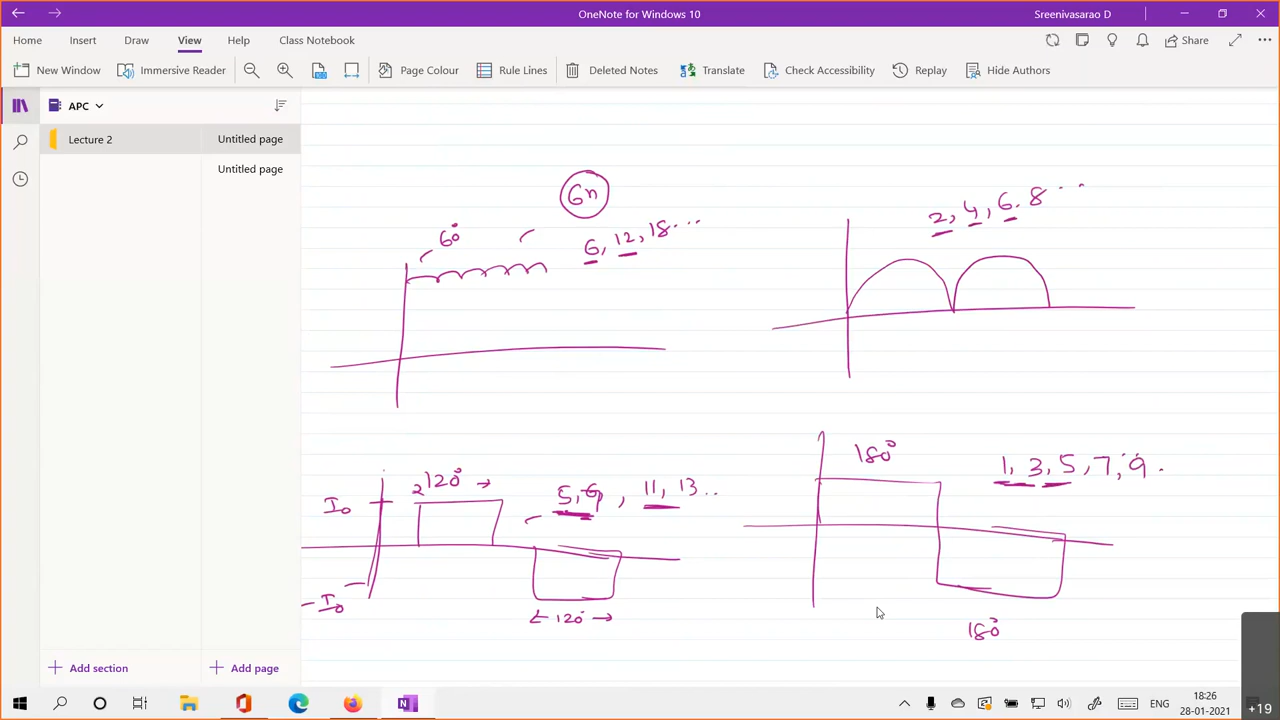 OneNote for Windows 10
Sreenivasarao D
Home Insert Draw View Help Class Notebook
Share
New Window Immersive Reader Page Colour Rule Lines Deleted Notes Translate Check Accessibility Replay Hide Authors
APC
Lecture 2
Untitled page
Untitled page
6n
60°
6, 12, 18...
2, 4, 6. 8 ...
120°
I0
-I0
5, 11, 13..
120°
180°
1, 3, 5, 7, 9.
180°
Add section
Add page
ENG
18:26
28-01-2021
+19